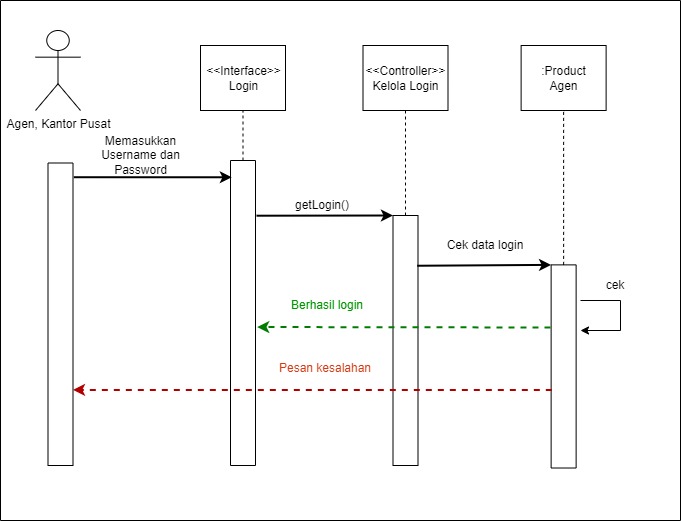 <<Interface>>
Login
<<Controller>>
Kelola Login
:Product
Agen
Agen, Kantor Pusat
Memasukkan
Username dan
Password
getLogin()
Cek data login
cek
Berhasil login
Pesan kesalahan